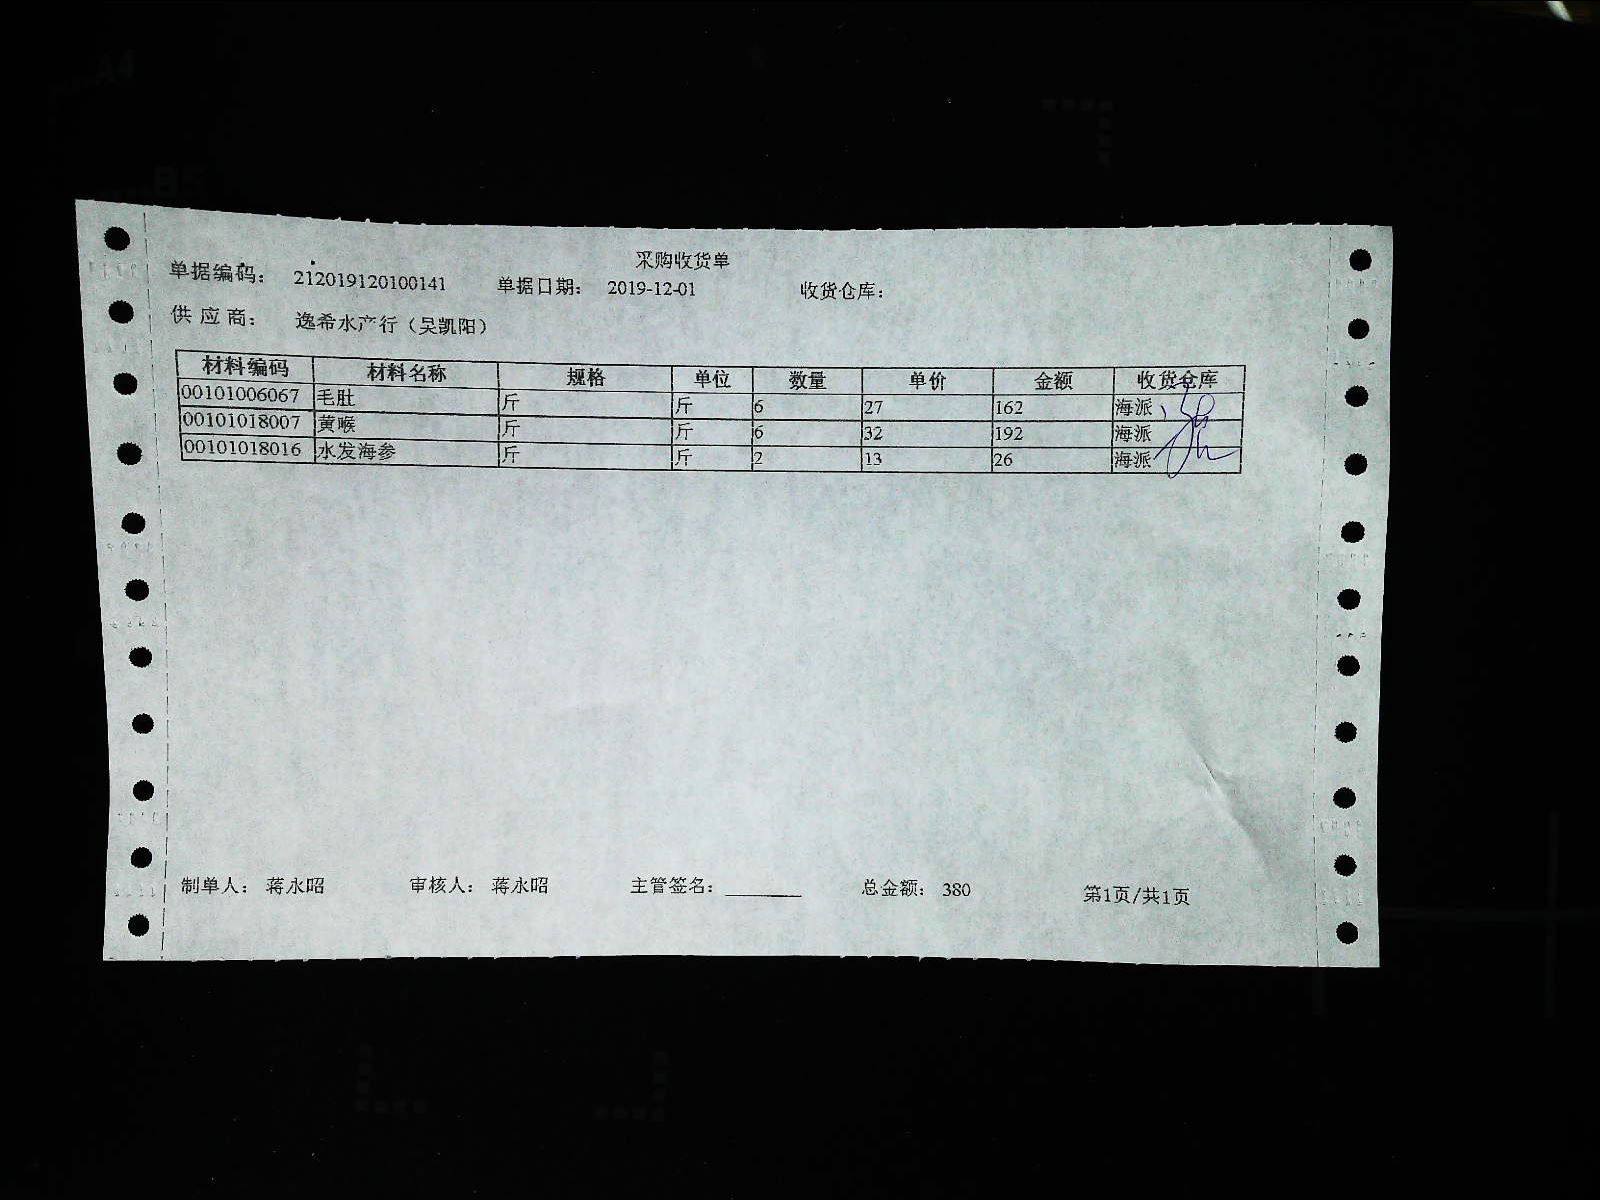 采购收货单
单据编码: 212019120100141 单据日期: 2019-12-01 收货仓库:
供应商: 逸希水产行（吴凯阳）
材料编码 材料名称 规格 单位 数量 单价 金额 收货仓库
00101006067 毛肚 斤 斤 6 27 162 海派
00101018007 黄喉 斤 斤 6 32 192 海派
00101018016 水发海参 斤 斤 2 13 26 海派
制单人: 蒋永昭 审核人: 蒋永昭 主管签名: 总金额: 380 第1页/共1页